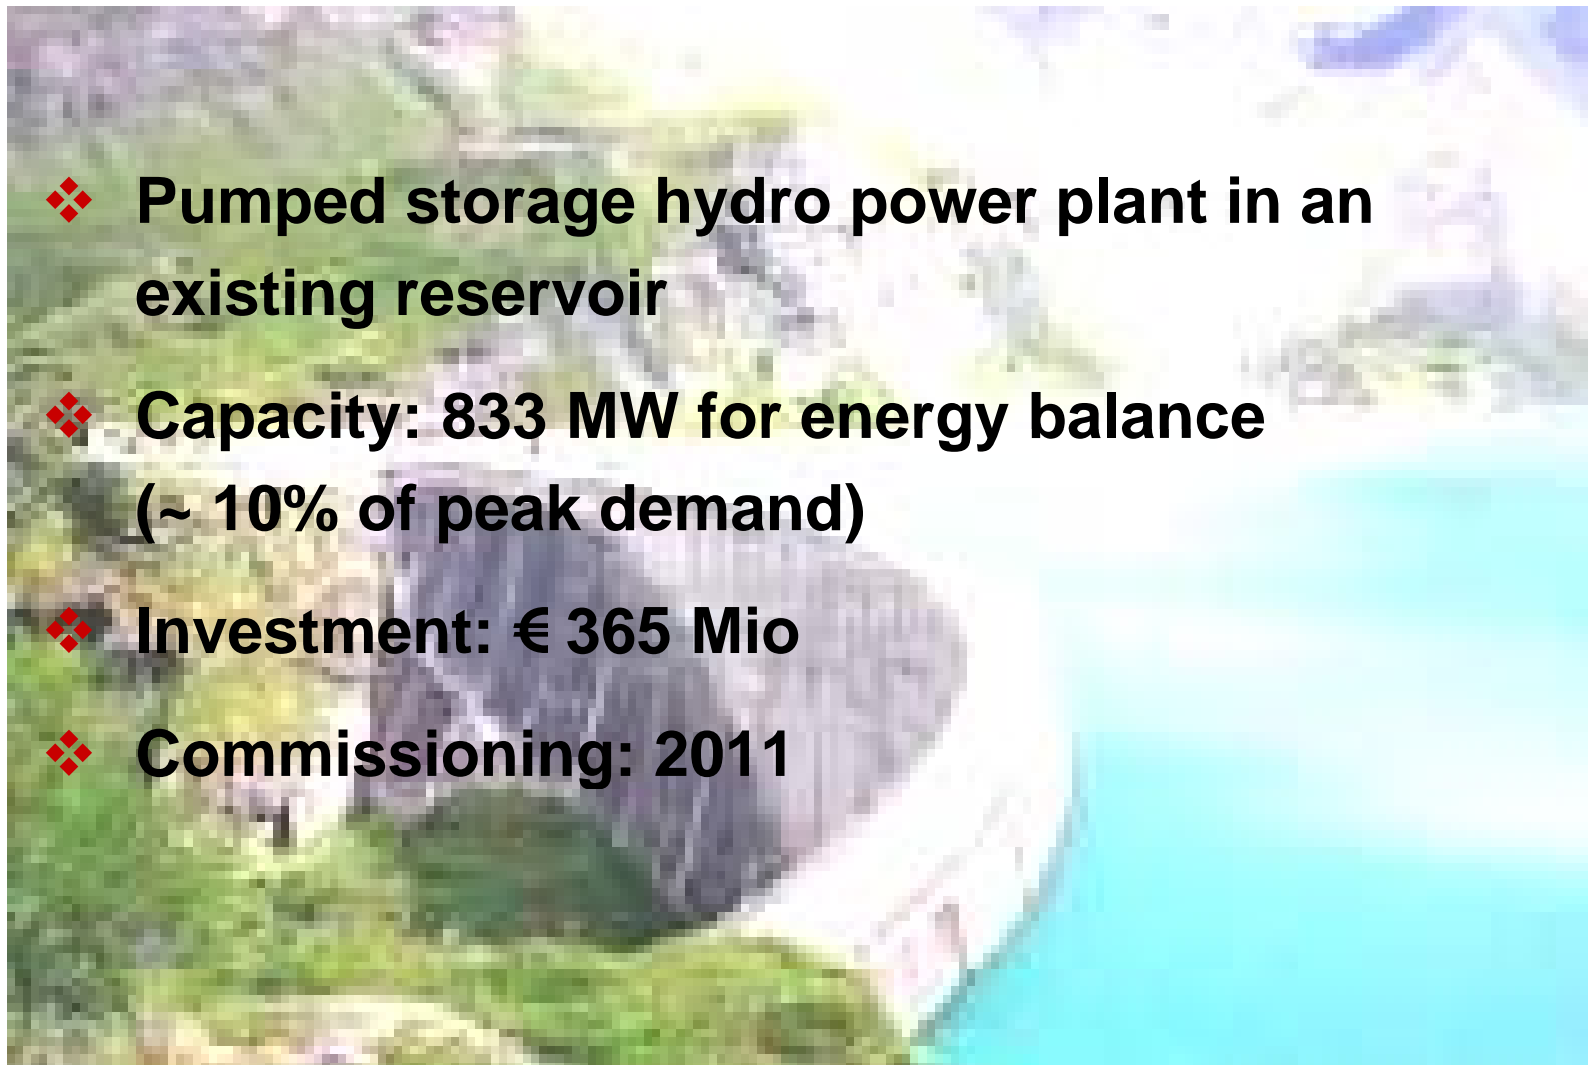 ❖ Pumped storage hydro power plant in an
existing reservoir
❖ Capacity: 833 MW for energy balance
(~ 10% of peak demand)
❖ Investment: € 365 Mio
❖ Commissioning: 2011